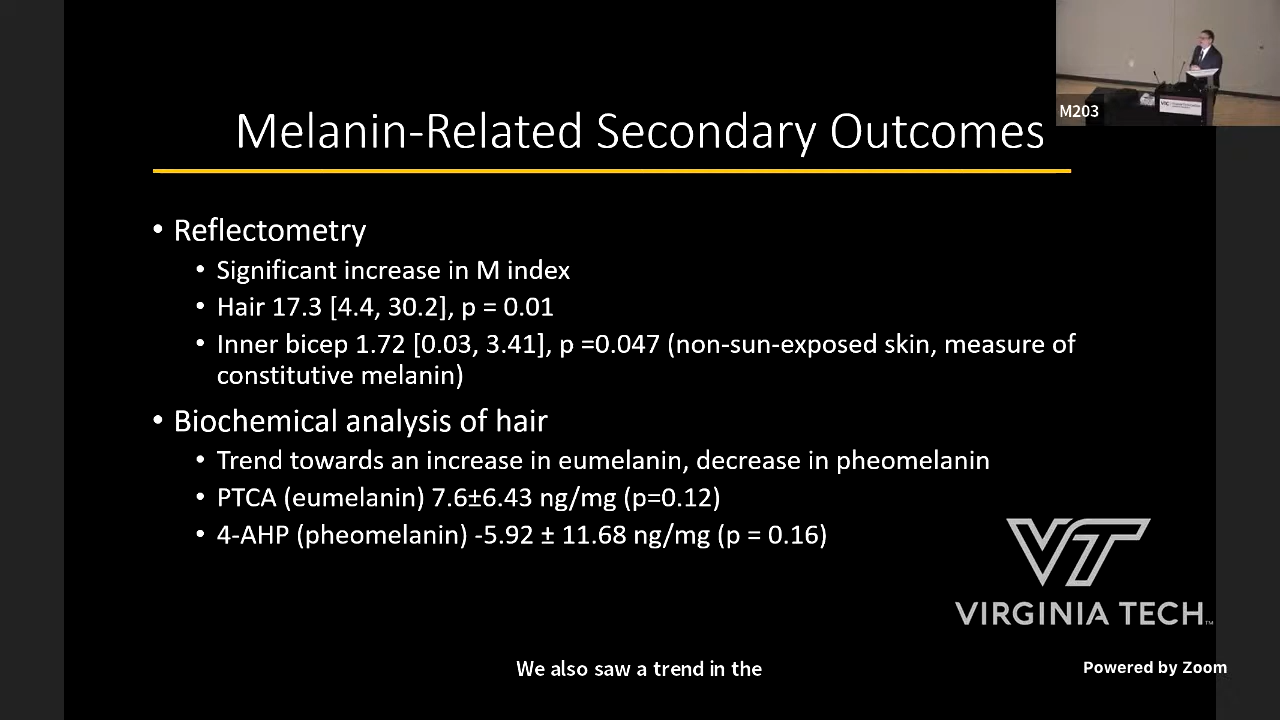 M203
Melanin-Related Secondary Outcomes
• Reflectometry
• Significant increase in M index
• Hair 17.3 [4.4, 30.2], p = 0.01
• Inner bicep 1.72 [0.03, 3.41], p =0.047 (non-sun-exposed skin, measure of
constitutive melanin)
• Biochemical analysis of hair
• Trend towards an increase in eumelanin, decrease in pheomelanin
• PTCA (eumelanin) 7.6±6.43 ng/mg (p=0.12)
• 4-AHP (pheomelanin) -5.92 ± 11.68 ng/mg (p = 0.16)
VT
VIRGINIA TECH™
We also saw a trend in the
Powered by Zoom